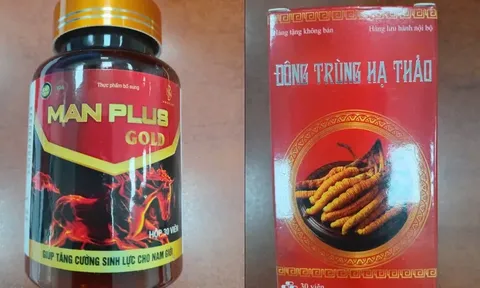 Thực phẩm bổ sung
MẠN PLUS
GOLD
HỘP 30 VIÊN
GIÚP TĂNG CƯỜNG SINH LỰC CHO NAM GIỚI
Hàng tặng không bán
Hàng lưu hành nội bộ
ĐÔNG TRÙNG HẠ THẢO
30 viên